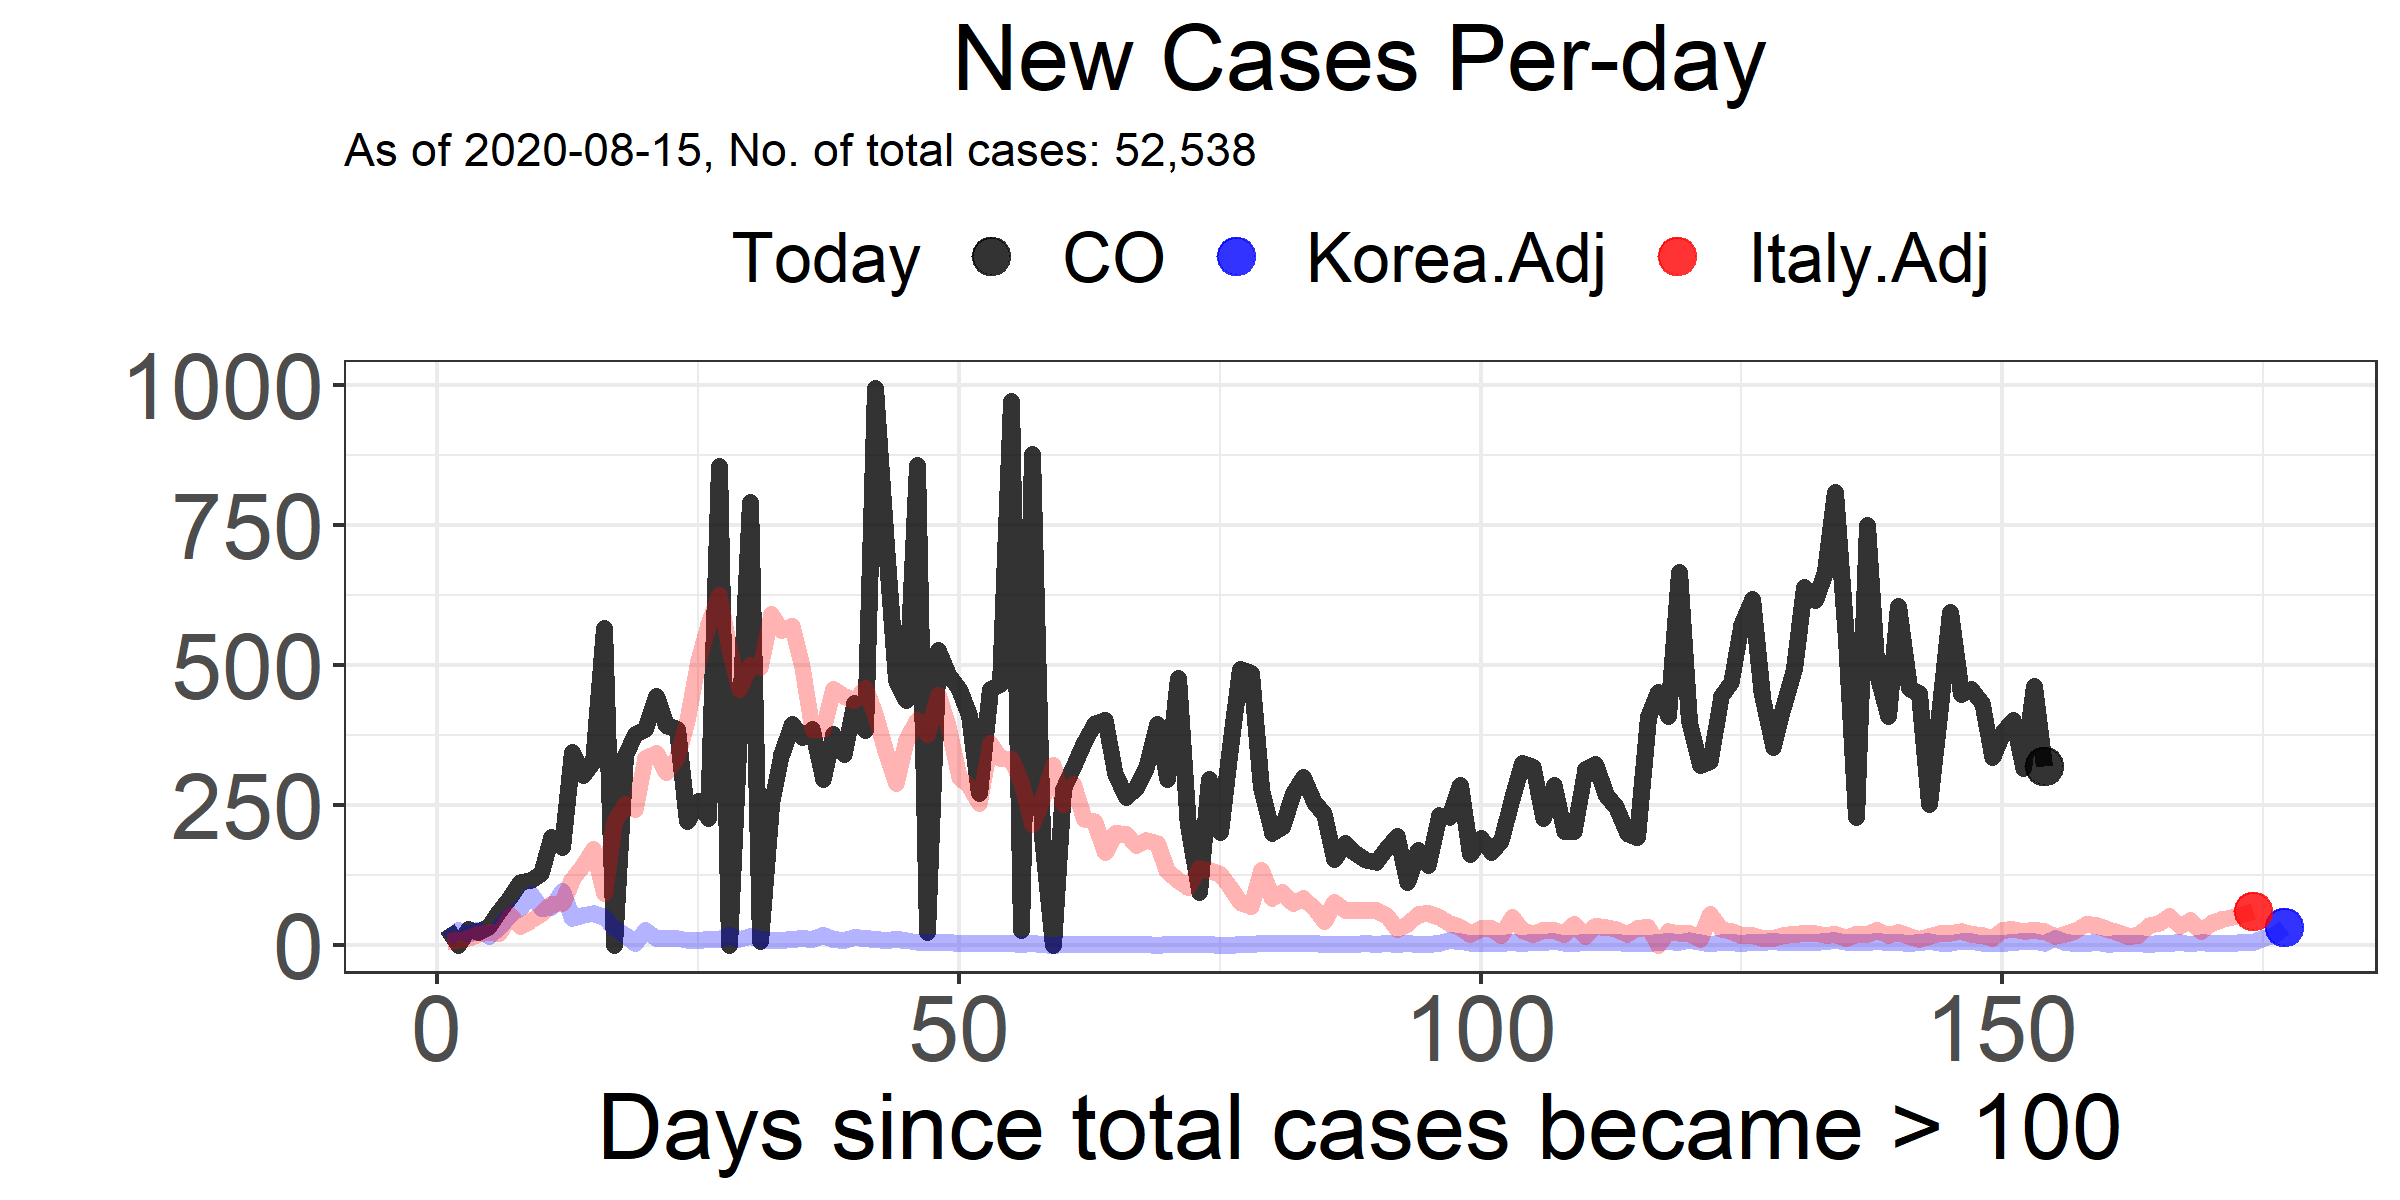 New Cases Per-day
As of 2020-08-15, No. of total cases: 52,538
Today CO Korea.Adj Italy.Adj
1000
750
500
250
0
0 50 100 150
Days since total cases became > 100